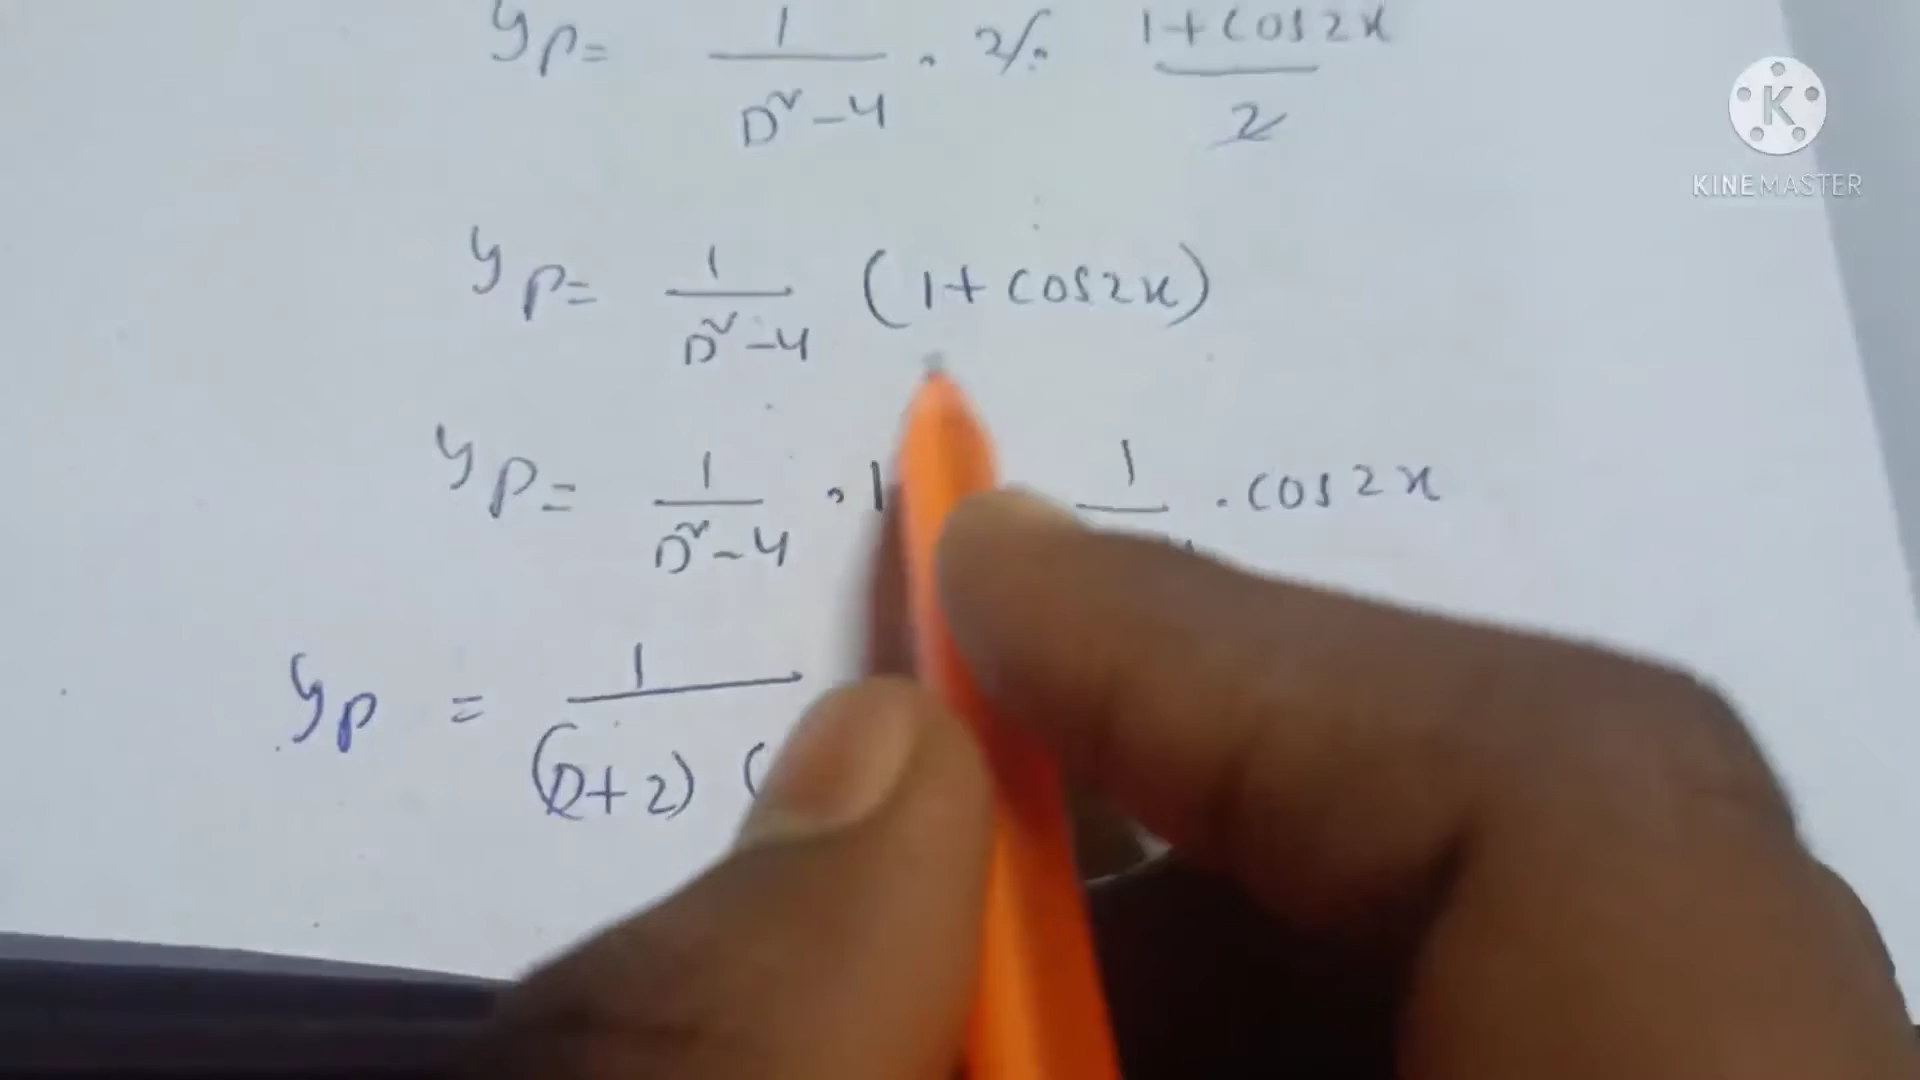 yp = 1/(D²-4) . 2. (1+cos2x)/2
K
KINEMASTER
yp = 1/(D²-4) (1+cos2x)
yp = 1/(D²-4) . 1 1 . cos2x
yp = 1/(D+2) (